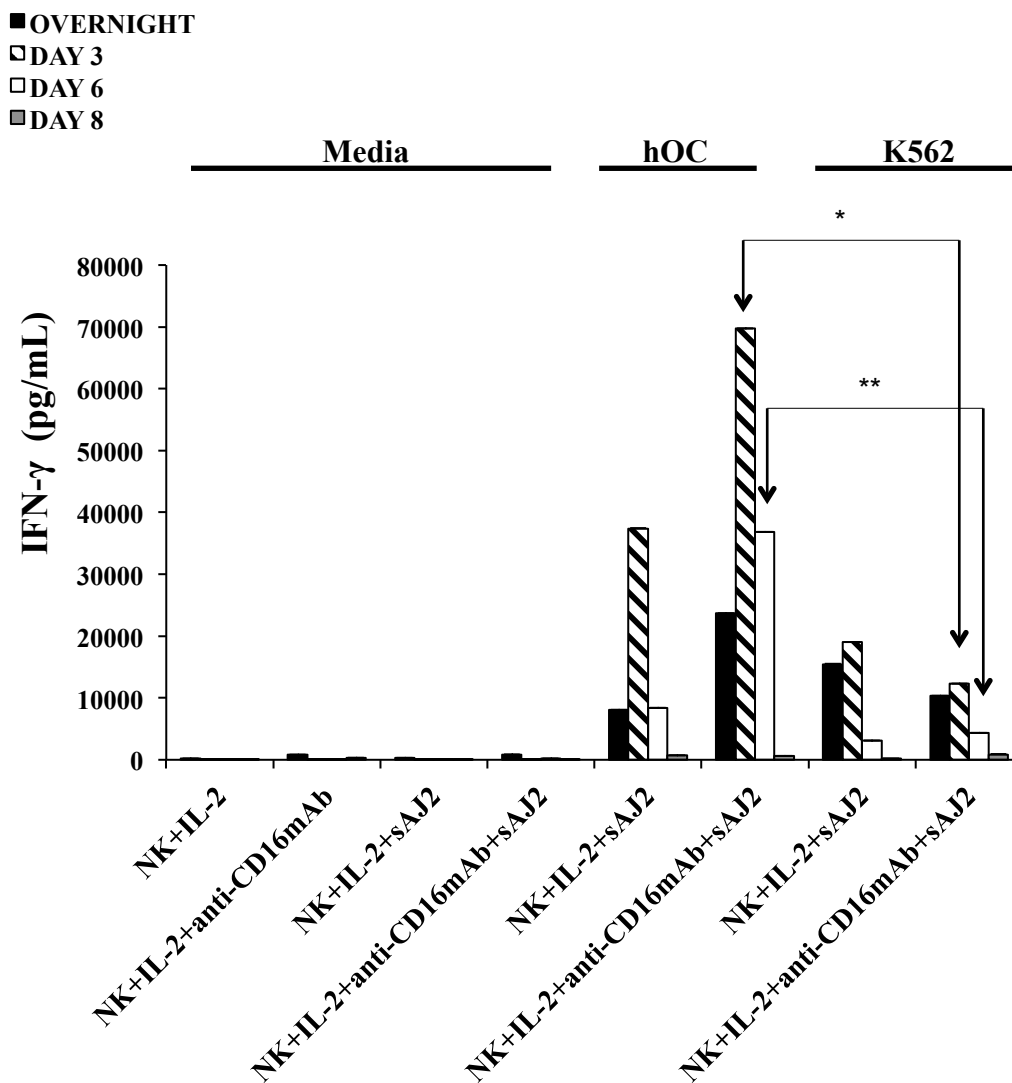 OVERNIGHT
DAY 3
DAY 6
DAY 8
Media hOC K562
*
**
IFN-γ (pg/mL)
80000
70000
60000
50000
40000
30000
20000
10000
0
NK+IL-2
NK+IL-2+anti-CD16mAb
NK+IL-2+sAJ2
NK+IL-2+anti-CD16mAb+sAJ2
NK+IL-2+sAJ2
NK+IL-2+anti-CD16mAb+sAJ2
NK+IL-2+sAJ2
NK+IL-2+anti-CD16mAb+sAJ2